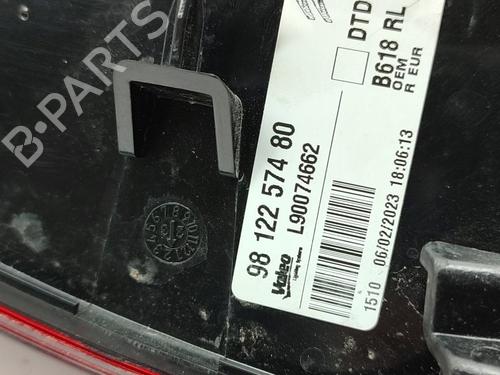 B-PARTS
DTD
B618 RL
OEM
R EUR
98 122 574 80
L90074662
Valeo
1510 06/02/2023 18:06:13